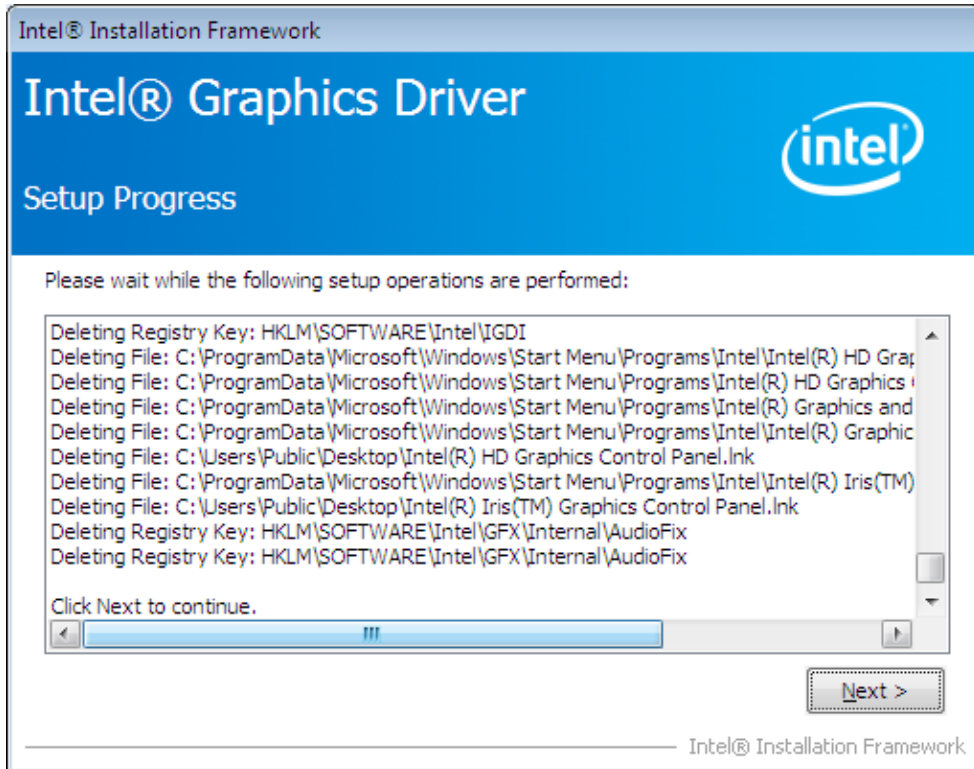 Intel® Installation Framework
Intel® Graphics Driver
intel
Setup Progress
Please wait while the following setup operations are performed:
Deleting Registry Key: HKLM\SOFTWARE\Intel\IGDI
Deleting File: C:\ProgramData\Microsoft\Windows\Start Menu\Programs\Intel\Intel(R) HD Grap
Deleting File: C:\ProgramData\Microsoft\Windows\Start Menu\Programs\Intel(R) HD Graphics
Deleting File: C:\ProgramData\Microsoft\Windows\Start Menu\Programs\Intel(R) Graphics and
Deleting File: C:\ProgramData\Microsoft\Windows\Start Menu\Programs\Intel\Intel(R) Graphic
Deleting File: C:\Users\Public\Desktop\Intel(R) HD Graphics Control Panel.lnk
Deleting File: C:\ProgramData\Microsoft\Windows\Start Menu\Programs\Intel\Intel(R) Iris(TM)
Deleting File: C:\Users\Public\Desktop\Intel(R) Iris(TM) Graphics Control Panel.lnk
Deleting Registry Key: HKLM\SOFTWARE\Intel\GFX\Internal\AudioFix
Deleting Registry Key: HKLM\SOFTWARE\Intel\GFX\Internal\AudioFix
Click Next to continue.
Next >
Intel® Installation Framework